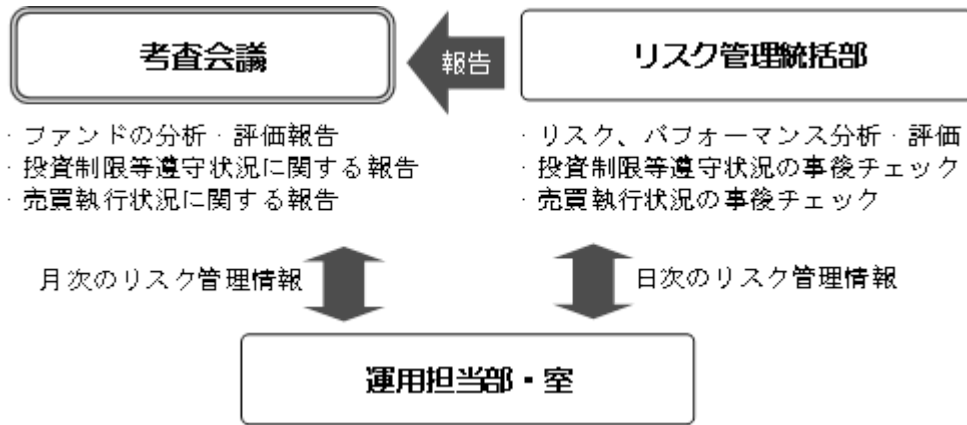 考査会議
報告
リスク管理統括部
・ファンドの分析・評価報告
・投資制限等遵守状況に関する報告
・売買執行状況に関する報告
・リスク、パフォーマンス分析・評価
・投資制限等遵守状況の事後チェック
・売買執行状況の事後チェック
月次のリスク管理情報
日次のリスク管理情報
運用担当部・室